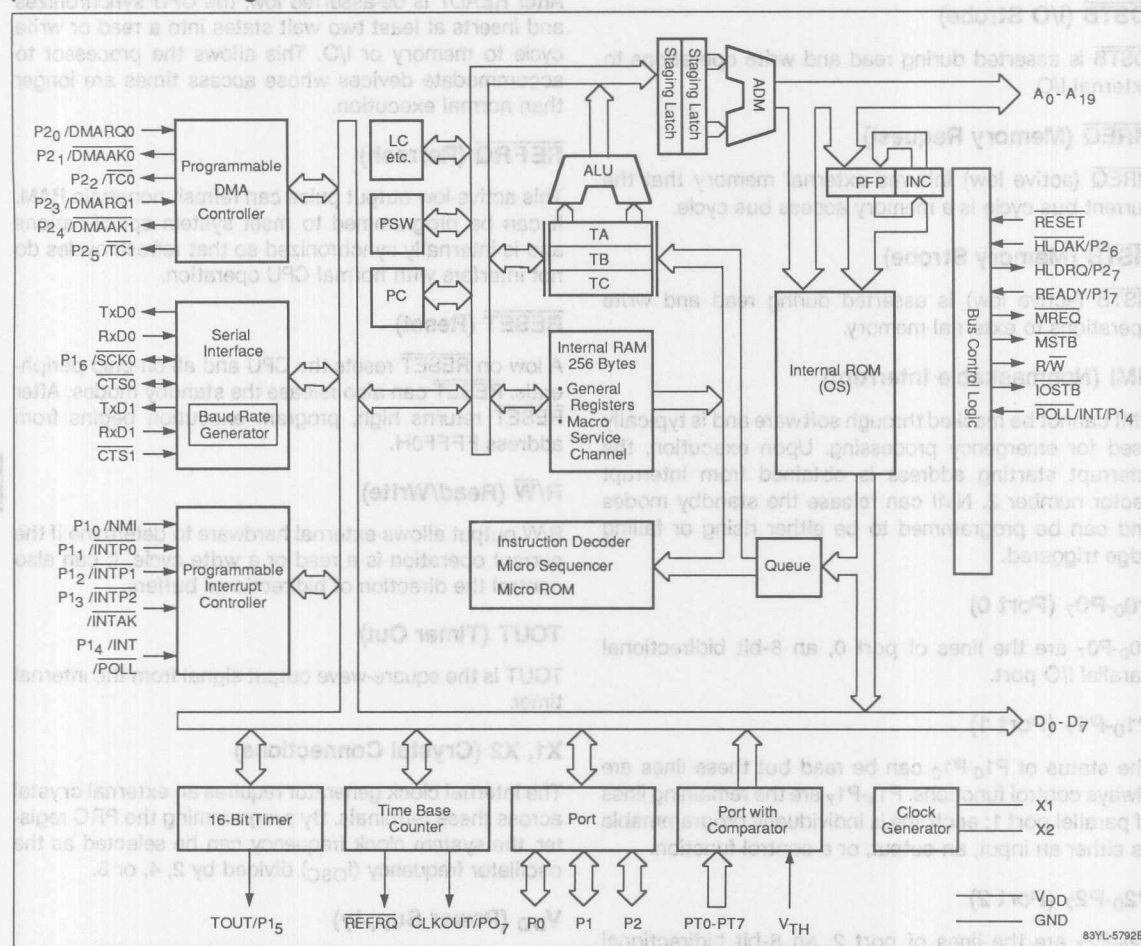 Staging Latch
Staging Latch
ADM
A0 - A19
P20 /DMARQ0
P21 /DMAAK0
P22 /TC0
P23 /DMARQ1
P24 /DMAAK1
P25 /TC1
Programmable
DMA
Controller
LC
etc.
PSW
PC
ALU
TA
TB
TC
PFP
INC
RESET
HLDAK/P26
HLDRQ/P27
READY/P17
MREQ
MSTB
R/W
IOSTB
POLL/INT/P14
Bus Control Logic
TxD0
RxD0
P16 /SCK0
CTS0
TxD1
RxD1
CTS1
Serial
Interface
Baud Rate
Generator
Internal RAM
256 Bytes
• General
Registers
• Macro
Service
Channel
Internal ROM
(OS)
P10 /NMI
P11 /INTP0
P12 /INTP1
P13 /INTP2
/INTAK
P14 /INT
/POLL
Programmable
Interrupt
Controller
Instruction Decoder
Micro Sequencer
Micro ROM
Queue
D0 - D7
16-Bit Timer
Time Base
Counter
Port
Comparator
Clock
Generator
X1
X2
TOUT/P15
REFRQ
CLKOUT/PO7
P0
P1
P2
PT0-PT7
VTH
VDD
GND
83YL-5792B